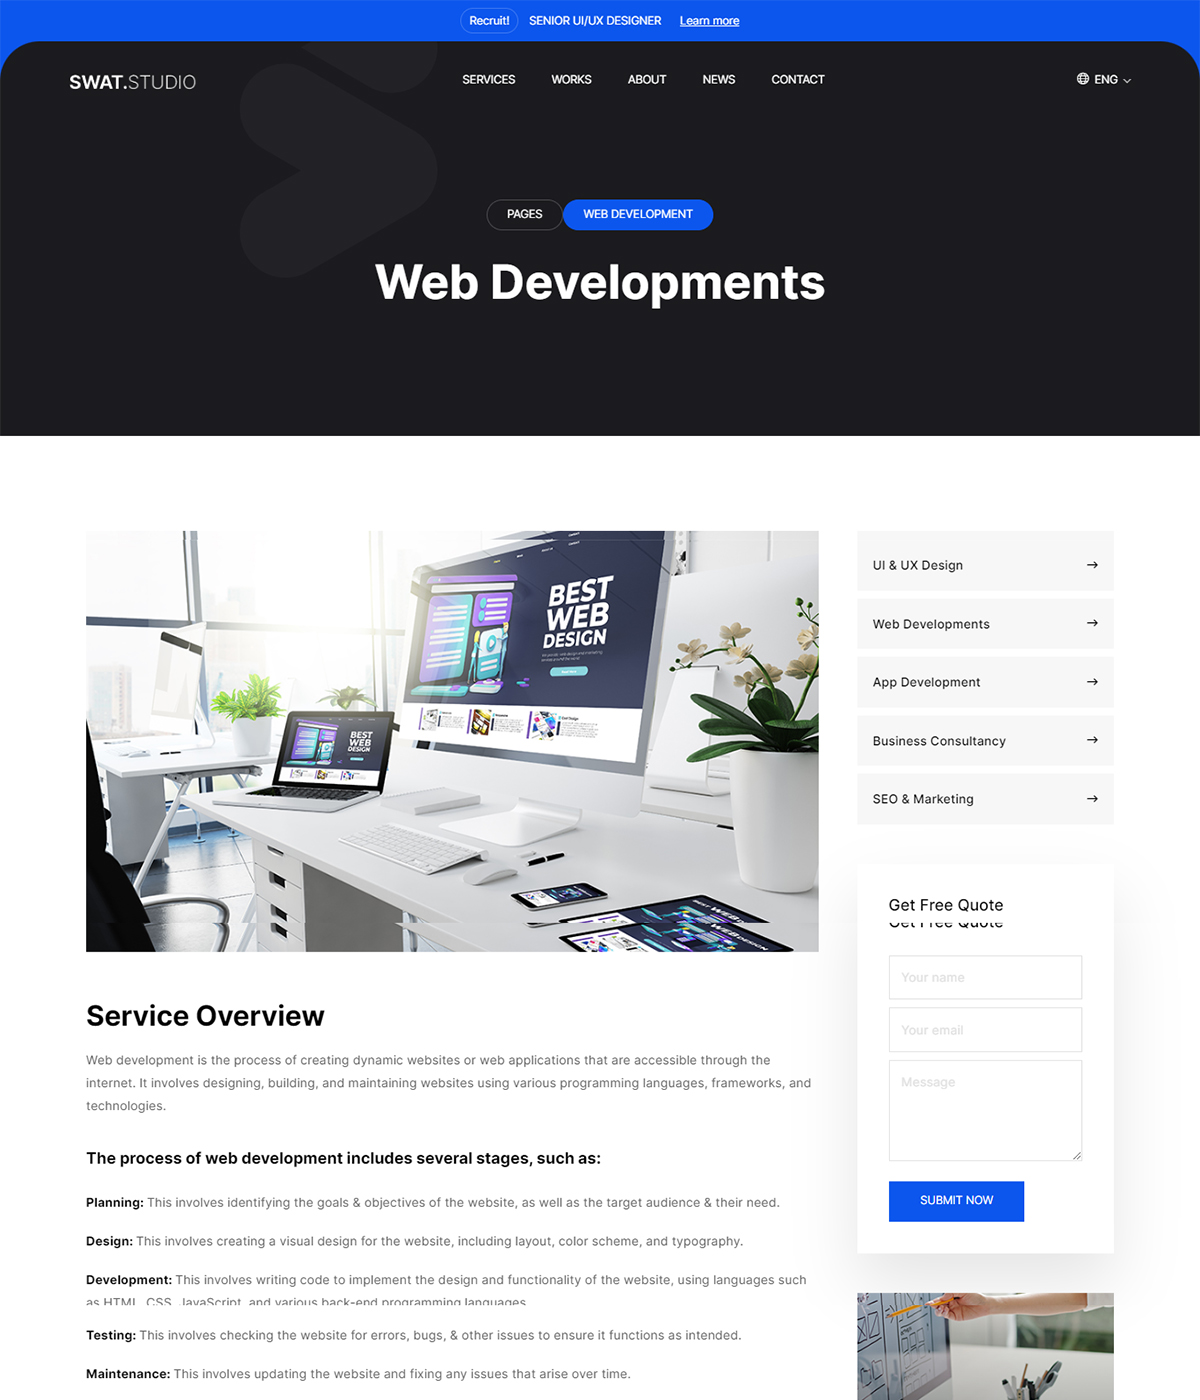 Recruit! SENIOR UI/UX DESIGNER Learn more
SWAT.STUDIO
SERVICES WORKS ABOUT NEWS CONTACT
ENG
PAGES WEB DEVELOPMENT
Web Developments
BEST
WEB
DESIGN
BEST
WEB
DESIGN
UI & UX Design
Web Developments
App Development
Business Consultancy
SEO & Marketing
Get Free Quote
Get Free Quote
Your name
Your email
Message
SUBMIT NOW
Service Overview
Web development is the process of creating dynamic websites or web applications that are accessible through the
internet. It involves designing, building, and maintaining websites using various programming languages, frameworks, and
technologies.
The process of web development includes several stages, such as:
Planning: This involves identifying the goals & objectives of the website, as well as the target audience & their need.
Design: This involves creating a visual design for the website, including layout, color scheme, and typography.
Development: This involves writing code to implement the design and functionality of the website, using languages such
as HTML, CSS, JavaScript, and various back-end programming languages.
Testing: This involves checking the website for errors, bugs, & other issues to ensure it functions as intended.
Maintenance: This involves updating the website and fixing any issues that arise over time.